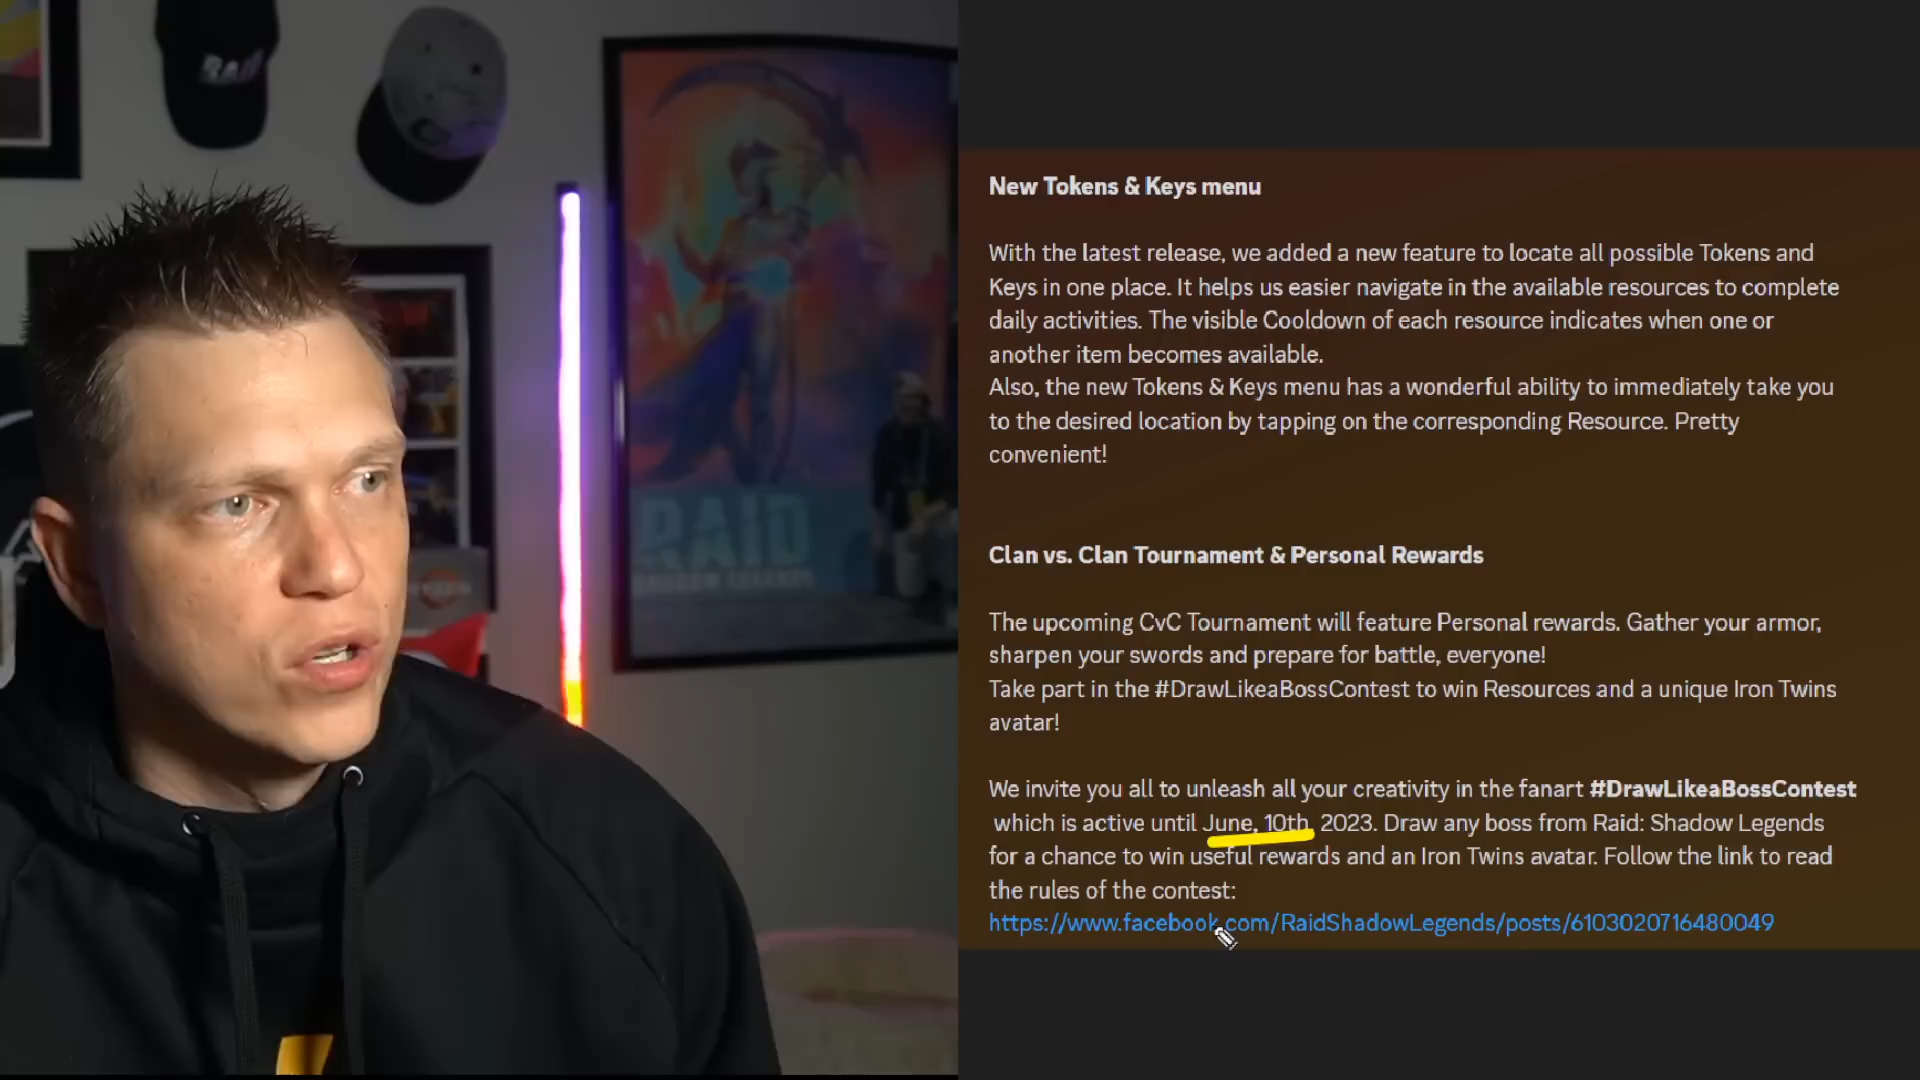 RAID
RAID
SHADOW LEGENDS
New Tokens & Keys menu
With the latest release, we added a new feature to locate all possible Tokens and
Keys in one place. It helps us easier navigate in the available resources to complete
daily activities. The visible Cooldown of each resource indicates when one or
another item becomes available.
Also, the new Tokens & Keys menu has a wonderful ability to immediately take you
to the desired location by tapping on the corresponding Resource. Pretty
convenient!
Clan vs. Clan Tournament & Personal Rewards
The upcoming CvC Tournament will feature Personal rewards. Gather your armor,
sharpen your swords and prepare for battle, everyone!
Take part in the #DrawLikeaBossContest to win Resources and a unique Iron Twins
avatar!
We invite you all to unleash all your creativity in the fanart #DrawLikeaBossContest
which is active until June, 10th, 2023. Draw any boss from Raid: Shadow Legends
for a chance to win useful rewards and an Iron Twins avatar. Follow the link to read
the rules of the contest:
https://www.facebook.com/RaidShadowLegends/posts/6103020716480049